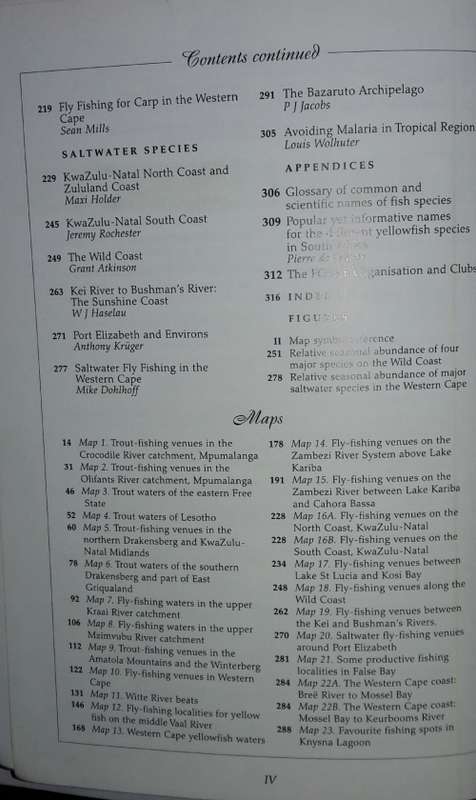 Contents continued
219 Fly Fishing for Carp in the Western
Cape
Sean Mills
SALTWATER SPECIES
229 KwaZulu-Natal North Coast and
Zululand Coast
Maxi Holder
245 KwaZulu-Natal South Coast
Jeremy Rochester
249 The Wild Coast
Grant Atkinson
263 Kei River to Bushman's River:
The Sunshine Coast
W J Haselau
271 Port Elizabeth and Environs
Anthony Krüger
277 Saltwater Fly Fishing in the
Western Cape
Mike Dohlhoff
291 The Bazaruto Archipelago
P J Jacobs
305 Avoiding Malaria in Tropical Region
Louis Wolhuter
APPENDICES
306 Glossary of common and
scientific names of fish species
309 Popular yet informative names
for the different yellowfish species
in South
Pierre
312 The Organisation and Clubs
316 INDEX
FIGURES
11 Map symbol reference
251 Relative seasonal abundance of four
major species on the Wild Coast
278 Relative seasonal abundance of major
saltwater species in the Western Cape
Maps
14 Map 1. Trout-fishing venues in the
Crocodile River catchment, Mpumalanga
31 Map 2. Trout-fishing venues in the
Olifants River catchment, Mpumalanga
46 Map 3. Trout waters of the eastern Free
State
52 Map 4. Trout waters of Lesotho
60 Map 5. Trout-fishing venues in the
northern Drakensberg and KwaZulu-
Natal Midlands
78 Map 6. Trout waters of the southern
Drakensberg and part of East
Griqualand
92 Map 7. Fly-fishing waters in the upper
Kraai River catchment
106 Map 8. Fly-fishing waters in the upper
Mzimvubu River catchment
112 Map 9. Trout-fishing venues in the
Amatola Mountains and the Winterberg
122 Map 10. Fly-fishing venues in Western
Cape
131 Map 11. Witte River beats
146 Map 12. Fly-fishing localities for yellow
fish on the middle Vaal River
168 Map 13. Western Cape yellowfish waters
178 Map 14. Fly-fishing venues on the
Zambezi River System above Lake
Kariba
191 Map 15. Fly-fishing venues on the
Zambezi River between Lake Kariba
and Cahora Bassa
228 Map 16A. Fly-fishing venues on the
North Coast, KwaZulu-Natal
228 Map 16B. Fly-fishing venues on the
South Coast, KwaZulu-Natal
234 Map 17. Fly-fishing venues between
Lake St Lucia and Kosi Bay
248 Map 18. Fly-fishing venues along the
Wild Coast
262 Map 19. Fly-fishing venues between
the Kei and Bushman's Rivers.
270 Map 20. Saltwater fly-fishing venues
around Port Elizabeth
281 Map 21. Some productive fishing
localities in False Bay
284 Map 22A. The Western Cape coast:
Breë River to Mossel Bay
284 Map 22B. The Western Cape coast:
Mossel Bay to Keurbooms River
288 Map 23. Favourite fishing spots in
Knysna Lagoon
IV